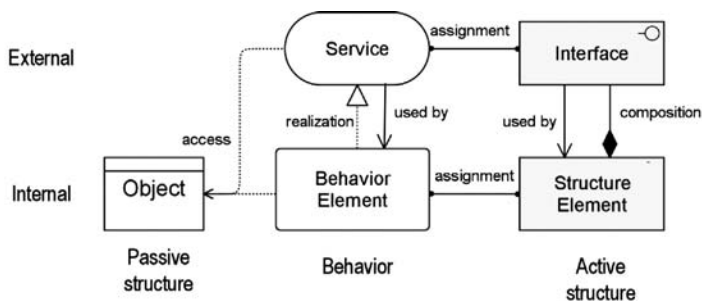 External
Service
assignment
Interface
realization
used by
used by
composition
access
Internal
Object
Behavior
Element
assignment
Structure
Element
Passive
structure
Behavior
Active
structure